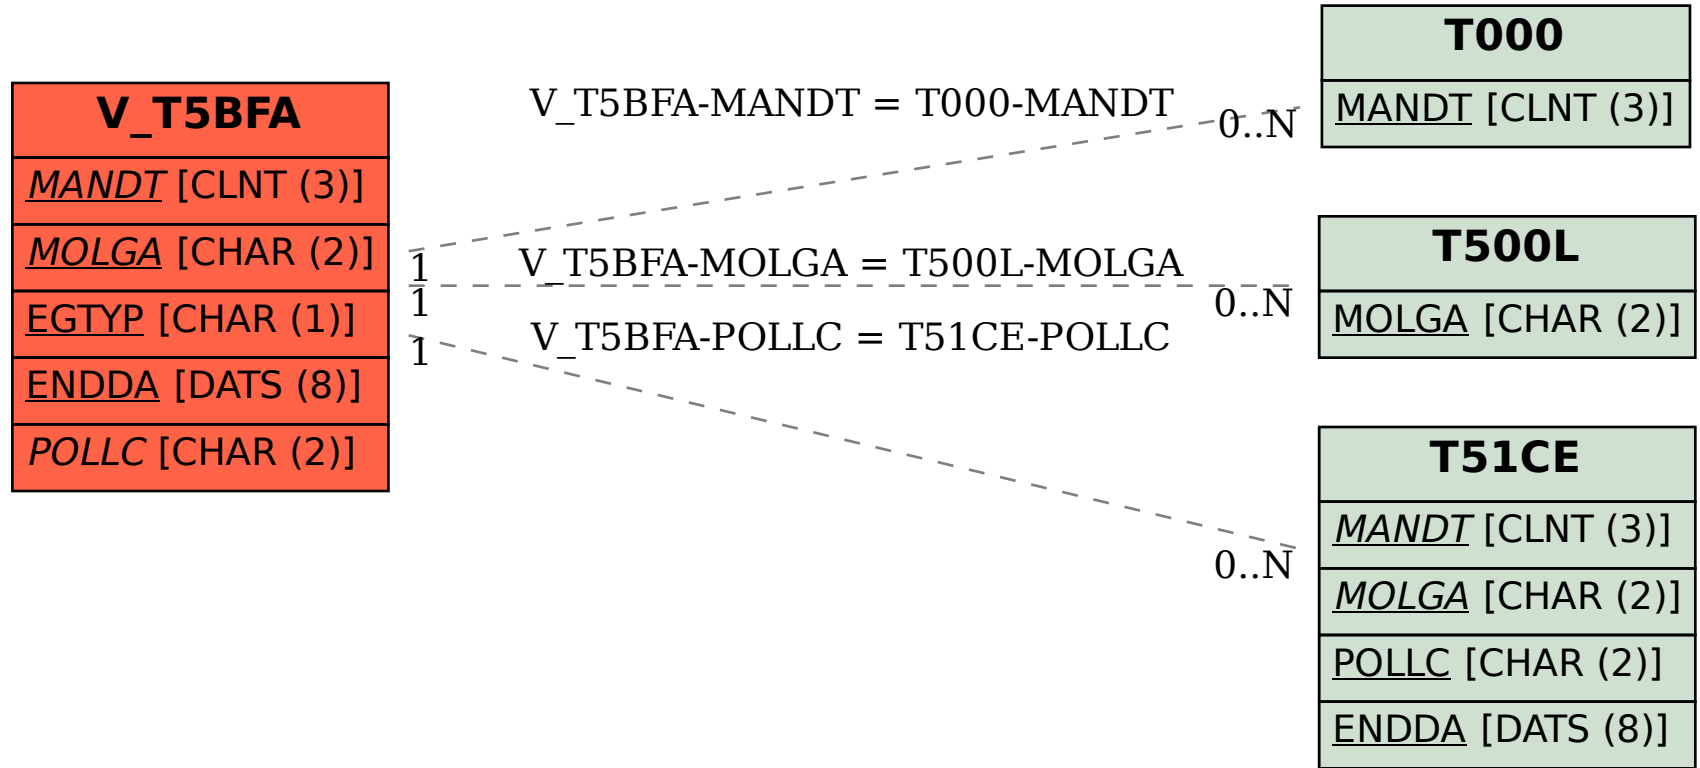 V_T5BFA
MANDT [CLNT (3)]
MOLGA [CHAR (2)]
EGTYP [CHAR (1)]
ENDDA [DATS (8)]
POLLC [CHAR (2)]
V_T5BFA-MANDT = T000-MANDT
0..N
1
V_T5BFA-MOLGA = T500L-MOLGA
0..N
1
V_T5BFA-POLLC = T51CE-POLLC
1
0..N
T000
MANDT [CLNT (3)]
T500L
MOLGA [CHAR (2)]
T51CE
MANDT [CLNT (3)]
MOLGA [CHAR (2)]
POLLC [CHAR (2)]
ENDDA [DATS (8)]